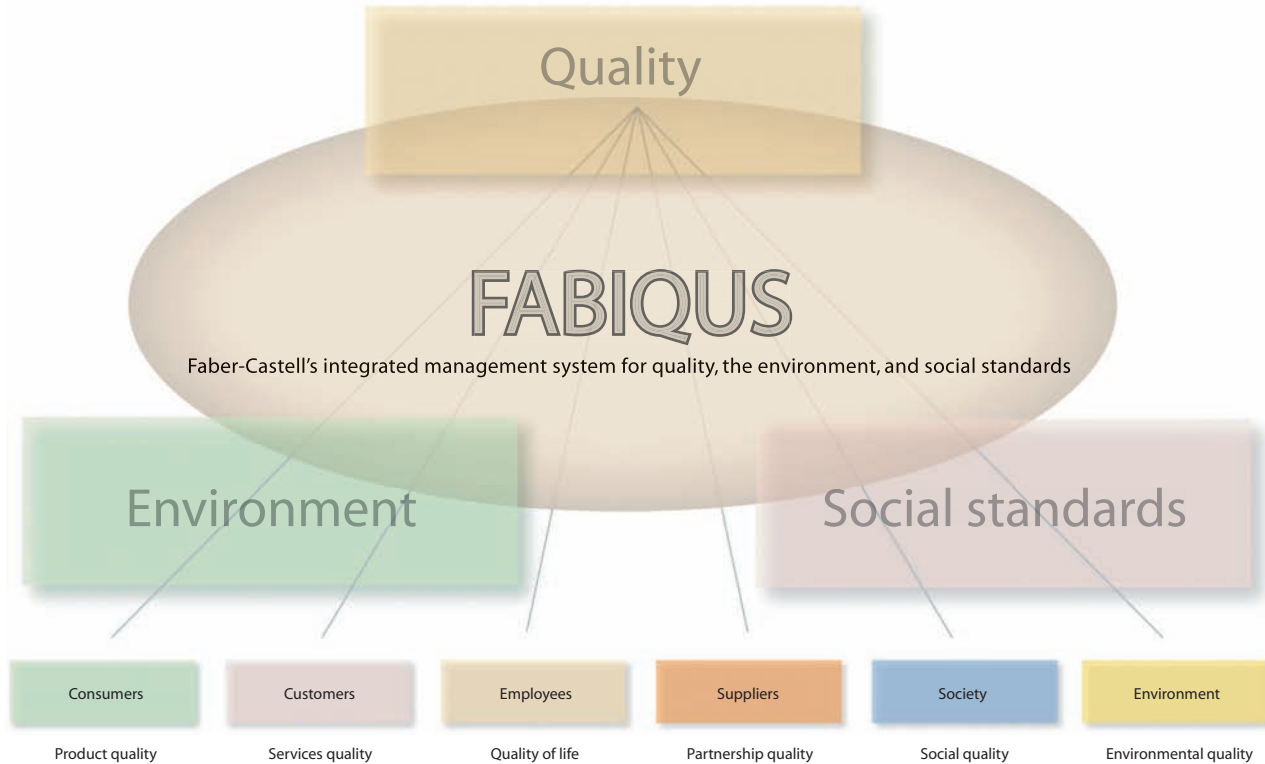 Quality
FABIQUS
Faber-Castell’s integrated management system for quality, the environment, and social standards
Environment
Social standards
Consumers
Customers
Employees
Suppliers
Society
Environment
Product quality
Services quality
Quality of life
Partnership quality
Social quality
Environmental quality